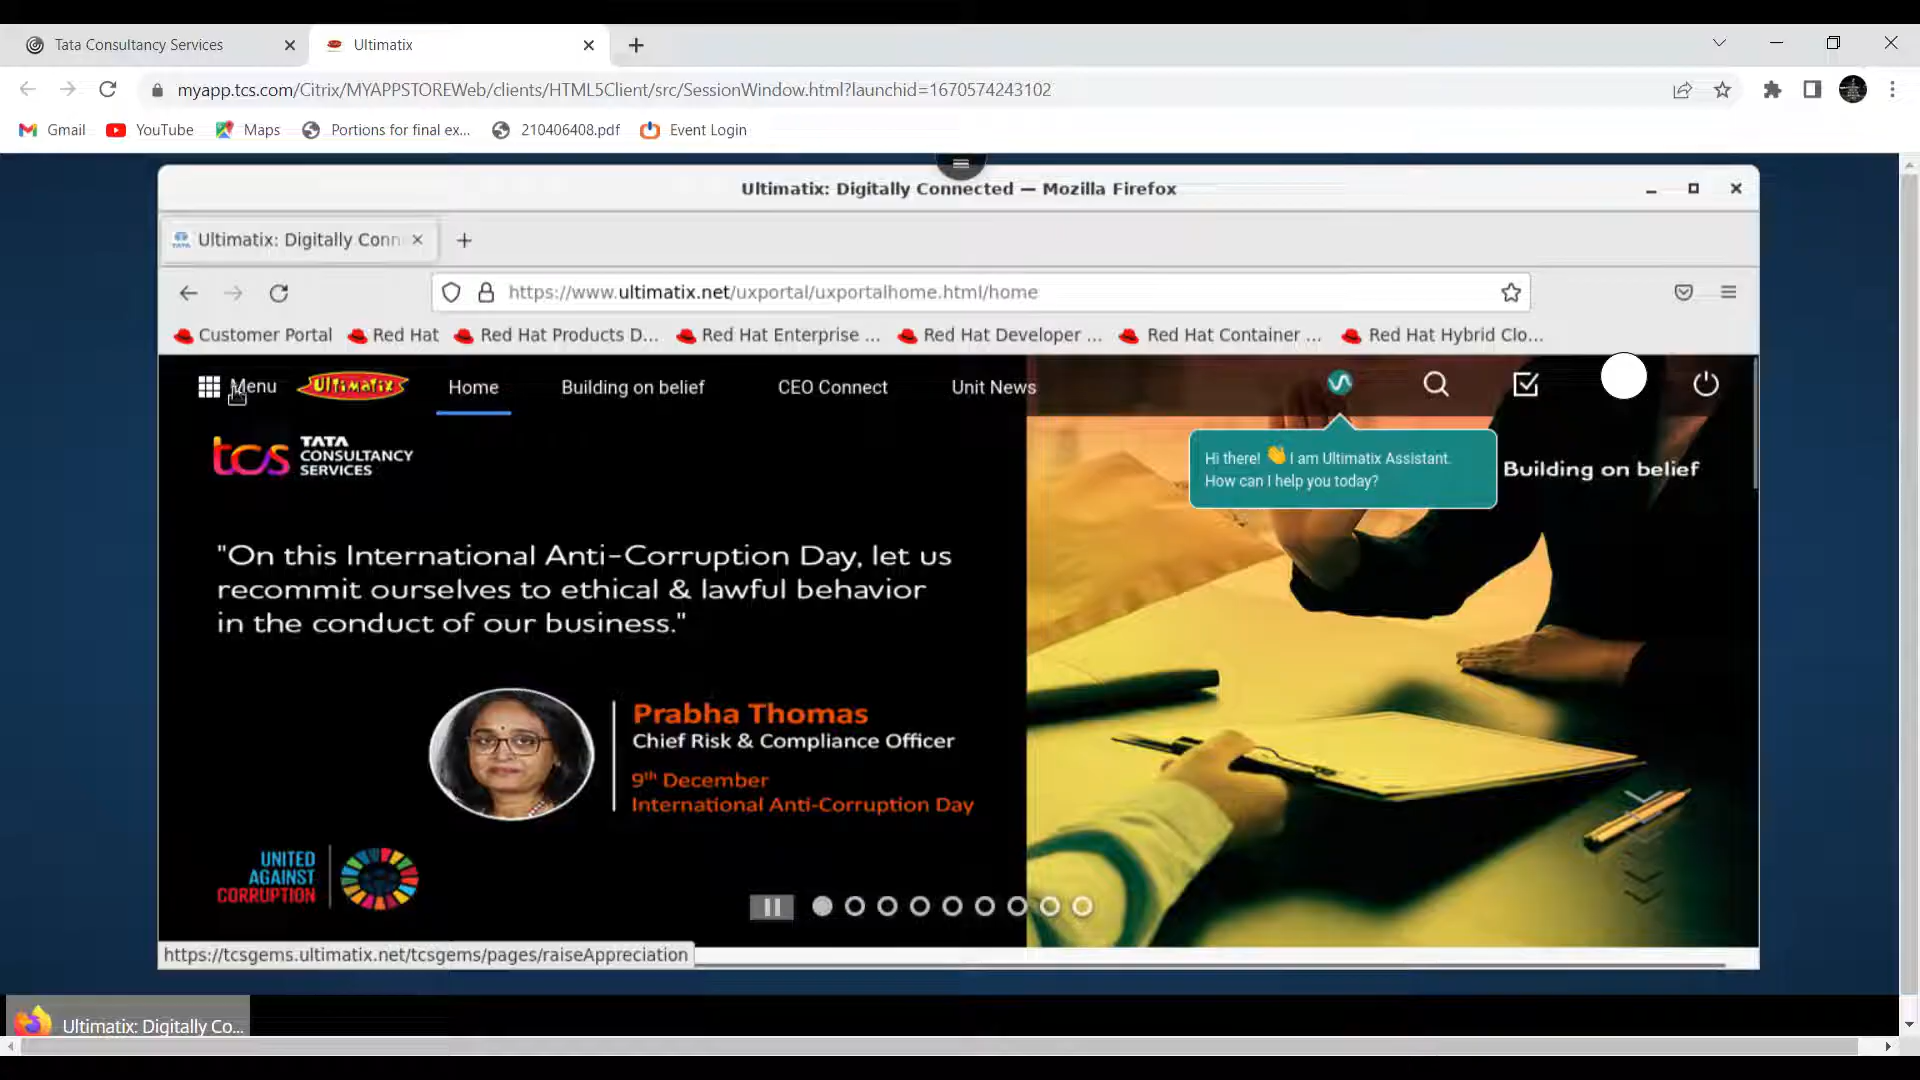 Tata Consultancy Services
Ultimatix
myapp.tcs.com/Citrix/MYAPPSTOREWeb/clients/HTML5Client/src/SessionWindow.html?launchid=1670574243102
Gmail YouTube Maps Portions for final ex... 210406408.pdf Event Login
Ultimatix: Digitally Connected — Mozilla Firefox
Ultimatix: Digitally Conn
https://www.ultimatix.net/uxportal/uxportalhome.html/home
Customer Portal Red Hat Red Hat Products D... Red Hat Enterprise ... Red Hat Developer ... Red Hat Container ... Red Hat Hybrid Clo...
Menu Ultimatix Home Building on belief CEO Connect Unit News
tcs TATA
CONSULTANCY
SERVICES
Hi there! 👋 I am Ultimatix Assistant.
How can I help you today?
Building on belief
"On this International Anti-Corruption Day, let us
recommit ourselves to ethical & lawful behavior
in the conduct of our business."
Prabha Thomas
Chief Risk & Compliance Officer
9th December
International Anti-Corruption Day
UNITED
AGAINST
CORRUPTION
https://tcsgems.ultimatix.net/tcsgems/pages/raiseAppreciation
Ultimatix: Digitally Co...